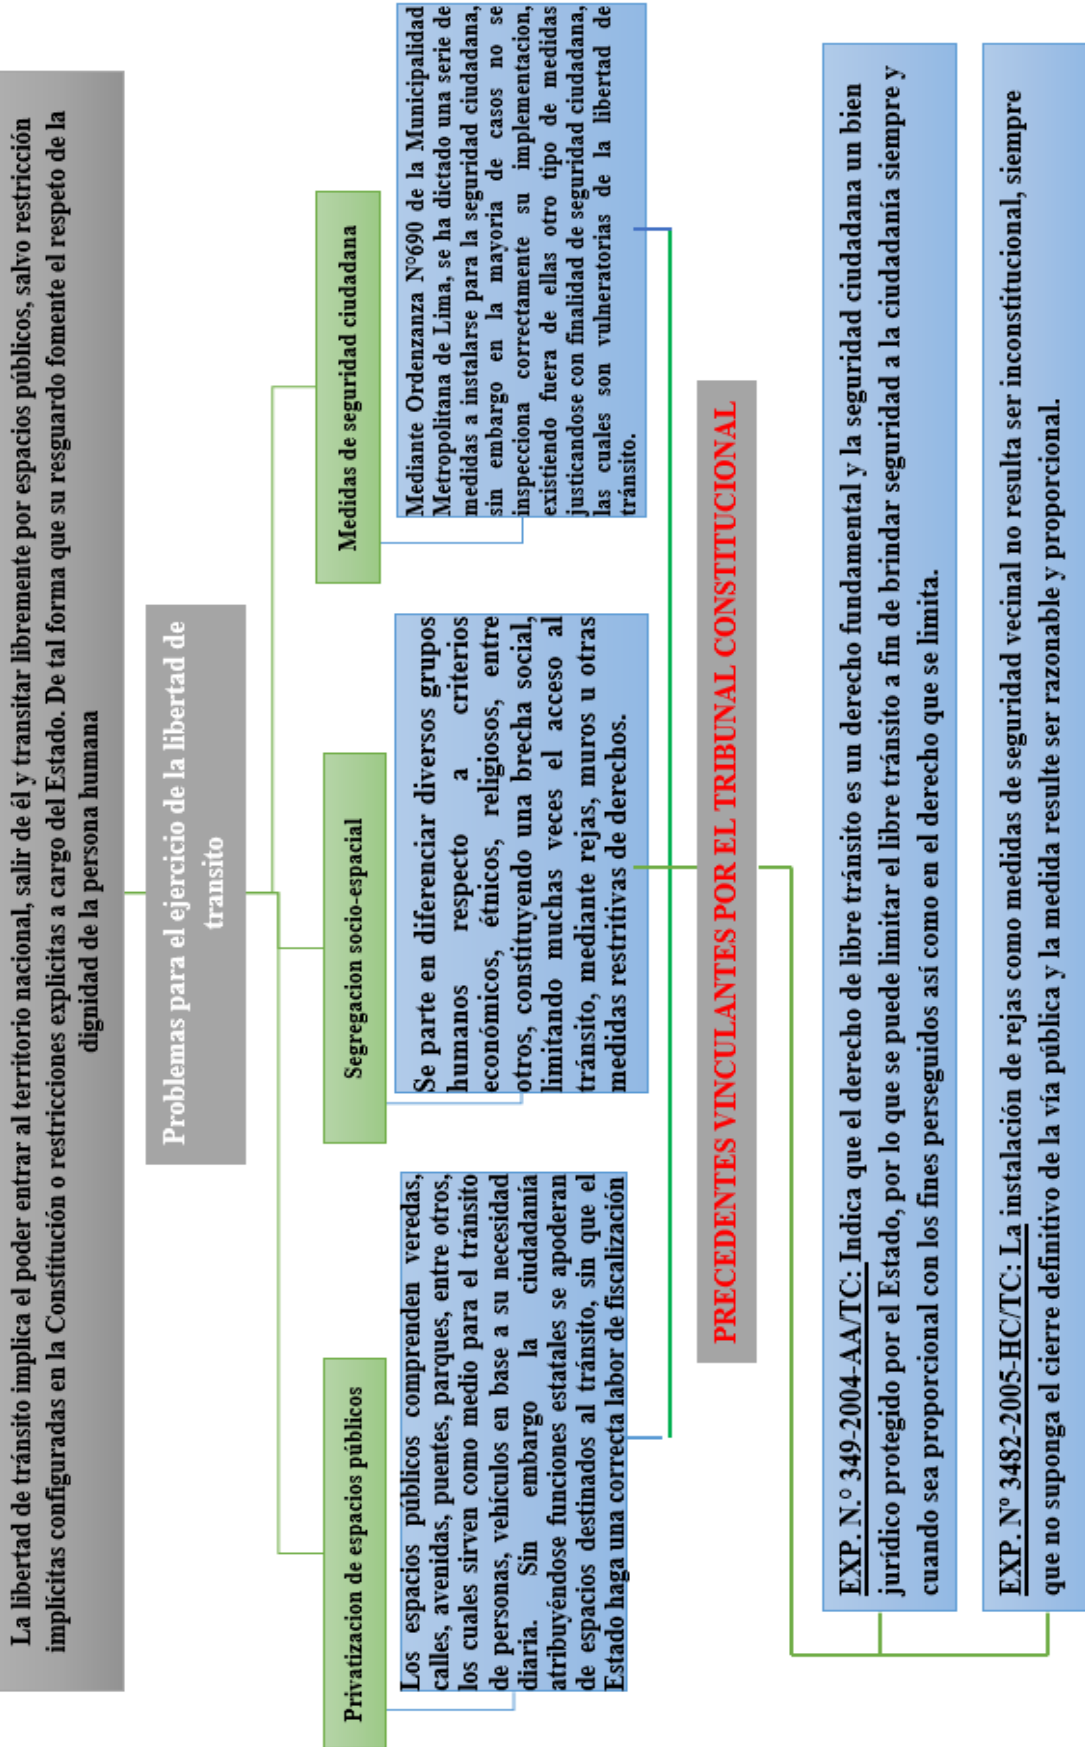 La libertad de tránsito implica el poder entrar al territorio nacional, salir de él y transitar libremente por espacios públicos, salvo restricción
implícitas configuradas en la Constitución o restricciones explicitas a cargo del Estado. De tal forma que su resguardo fomente el respeto de la
dignidad de la persona humana
Problemas para el ejercicio de la libertad de
transito
Privatizacion de espacios públicos
Los espacios públicos comprenden veredas,
calles, avenidas, puentes, parques, entre otros,
los cuales sirven como medio para el tránsito
de personas, vehículos en base a su necesidad
diaria. Sin embargo la ciudadanía
atribuyéndose funciones estatales se apoderan
de espacios destinados al tránsito, sin que el
Estado haga una correcta labor de fiscalización
Segregacion socio-espacial
Se parte en diferenciar diversos grupos
humanos respecto a criterios
económicos, étnicos, religiosos, entre
otros, constituyendo una brecha social,
limitando muchas veces el acceso al
tránsito, mediante rejas, muros u otras
medidas restritivas de derechos.
Medidas de seguridad ciudadana
Mediante Ordenzanza N°690 de la Municipalidad
Metropolitana de Lima, se ha dictado una serie de
medidas a instalarse para la seguridad ciudadana,
sin embargo en la mayoria de casos no se
inspecciona correctamente su implementacion,
existiendo fuera de ellas otro tipo de medidas
justicandose con finalidad de seguridad ciudadana,
las cuales son vulneratorias de la libertad de
tránsito.
PRECEDENTES VINCULANTES POR EL TRIBUNAL CONSTITUCIONAL
EXP. N.° 349-2004-AA/TC: Indica que el derecho de libre tránsito es un derecho fundamental y la seguridad ciudadana un bien
jurídico protegido por el Estado, por lo que se puede limitar el libre tránsito a fin de brindar seguridad a la ciudadanía siempre y
cuando sea proporcional con los fines perseguidos así como en el derecho que se limita.
EXP. N° 3482-2005-HC/TC: La instalación de rejas como medidas de seguridad vecinal no resulta ser inconstitucional, siempre
que no suponga el cierre definitivo de la vía pública y la medida resulte ser razonable y proporcional.